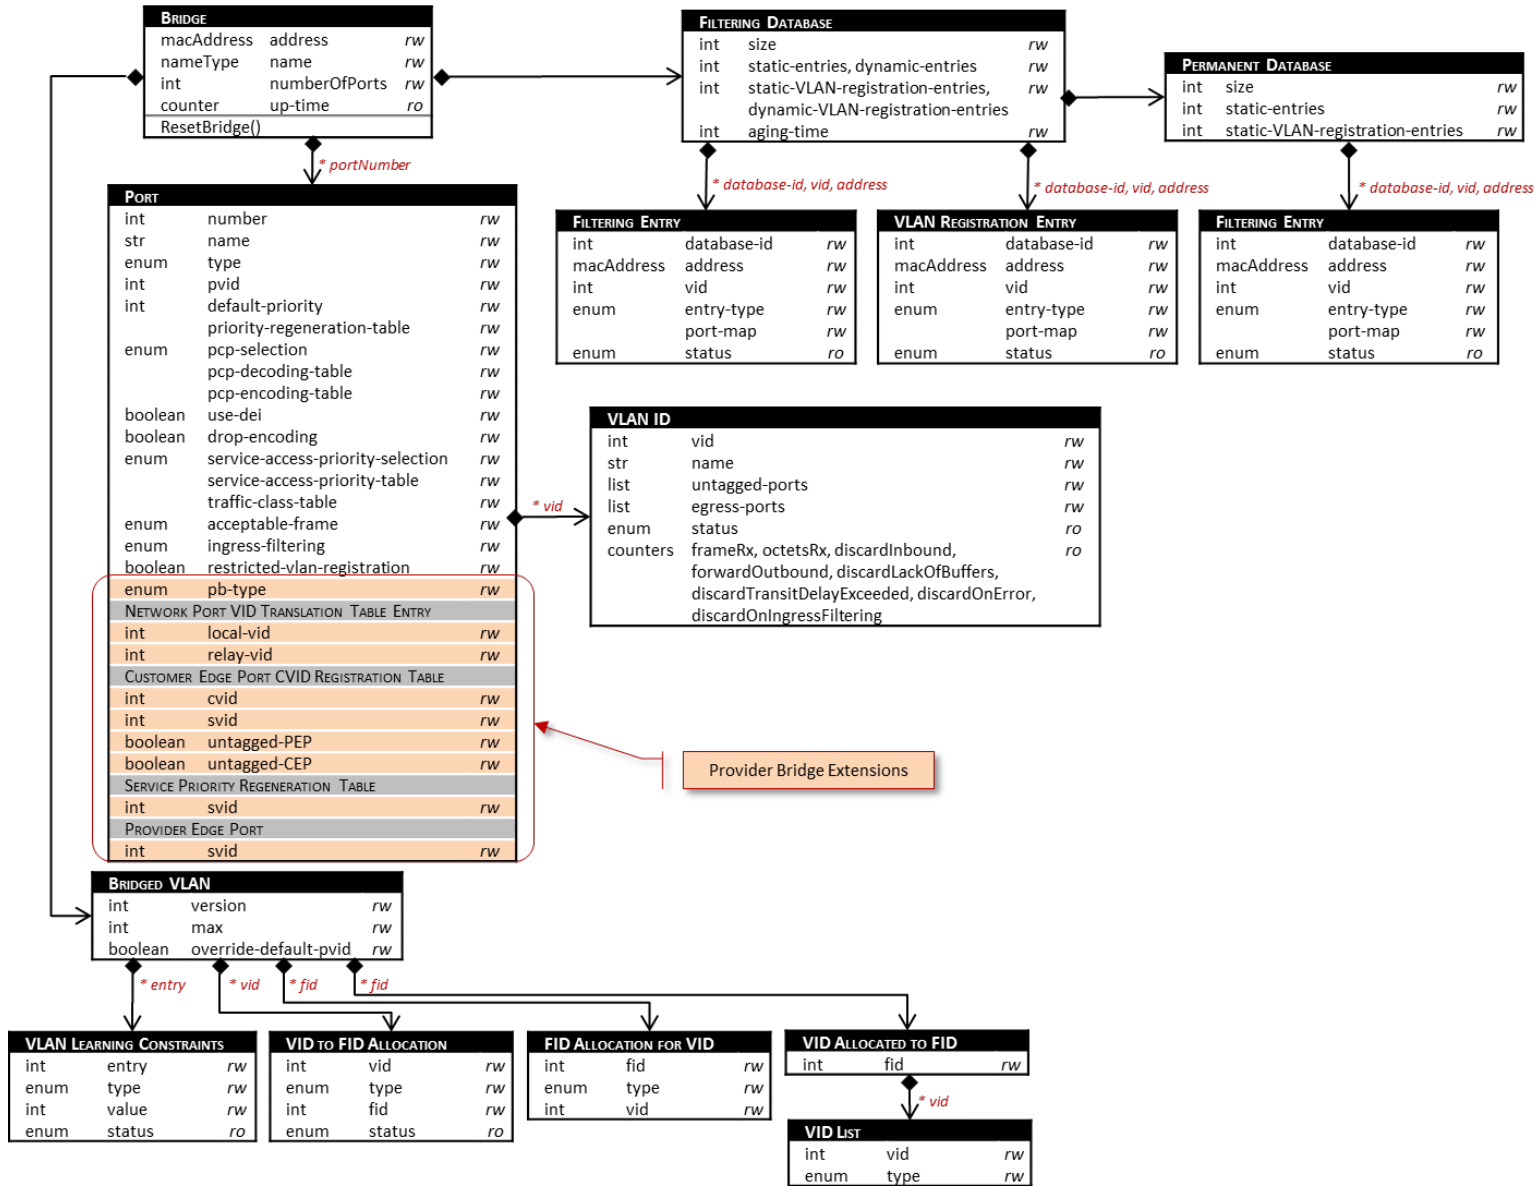 BRIDGE
macAddress address rw
nameType name rw
int numberOfPorts rw
counter up-time ro
ResetBridge()
* portNumber
FILTERING DATABASE
int size rw
int static-entries, dynamic-entries rw
int static-VLAN-registration-entries, rw
dynamic-VLAN-registration-entries
int aging-time rw
PERMANENT DATABASE
int size rw
int static-entries rw
int static-VLAN-registration-entries rw
* database-id, vid, address
* database-id, vid, address
* database-id, vid, address
FILTERING ENTRY
int database-id rw
macAddress address rw
int vid rw
enum entry-type rw
port-map rw
enum status ro
VLAN REGISTRATION ENTRY
int database-id rw
macAddress address rw
int vid rw
enum entry-type rw
port-map rw
enum status ro
FILTERING ENTRY
int database-id rw
macAddress address rw
int vid rw
enum entry-type rw
port-map rw
enum status ro
PORT
int number rw
str name rw
enum type rw
int pvid rw
int default-priority rw
priority-regeneration-table rw
enum pcp-selection rw
pcp-decoding-table rw
pcp-encoding-table rw
boolean use-dei rw
boolean drop-encoding rw
enum service-access-priority-selection rw
service-access-priority-table rw
traffic-class-table rw
enum acceptable-frame rw
enum ingress-filtering rw
boolean restricted-vlan-registration rw
enum pb-type rw
NETWORK PORT VID TRANSLATION TABLE ENTRY
int local-vid rw
int relay-vid rw
CUSTOMER EDGE PORT CVID REGISTRATION TABLE
int cvid rw
int svid rw
boolean untagged-PEP rw
boolean untagged-CEP rw
SERVICE PRIORITY REGENERATION TABLE
int svid rw
PROVIDER EDGE PORT
int svid rw
* vid
VLAN ID
int vid rw
str name rw
list untagged-ports rw
list egress-ports rw
enum status ro
counters frameRx, octetsRx, discardInbound, ro
forwardOutbound, discardLackOfBuffers,
discardTransitDelayExceeded, discardOnError,
discardOnIngressFiltering
Provider Bridge Extensions
BRIDGED VLAN
int version rw
int max rw
boolean override-default-pvid rw
* entry
* vid
* fid
* fid
VLAN LEARNING CONSTRAINTS
int entry rw
enum type rw
int value rw
enum status ro
VID TO FID ALLOCATION
int vid rw
enum type rw
int fid rw
enum status ro
FID ALLOCATION FOR VID
int fid rw
enum type rw
int vid rw
VID ALLOCATED TO FID
int fid rw
* vid
VID LIST
int vid rw
enum type rw